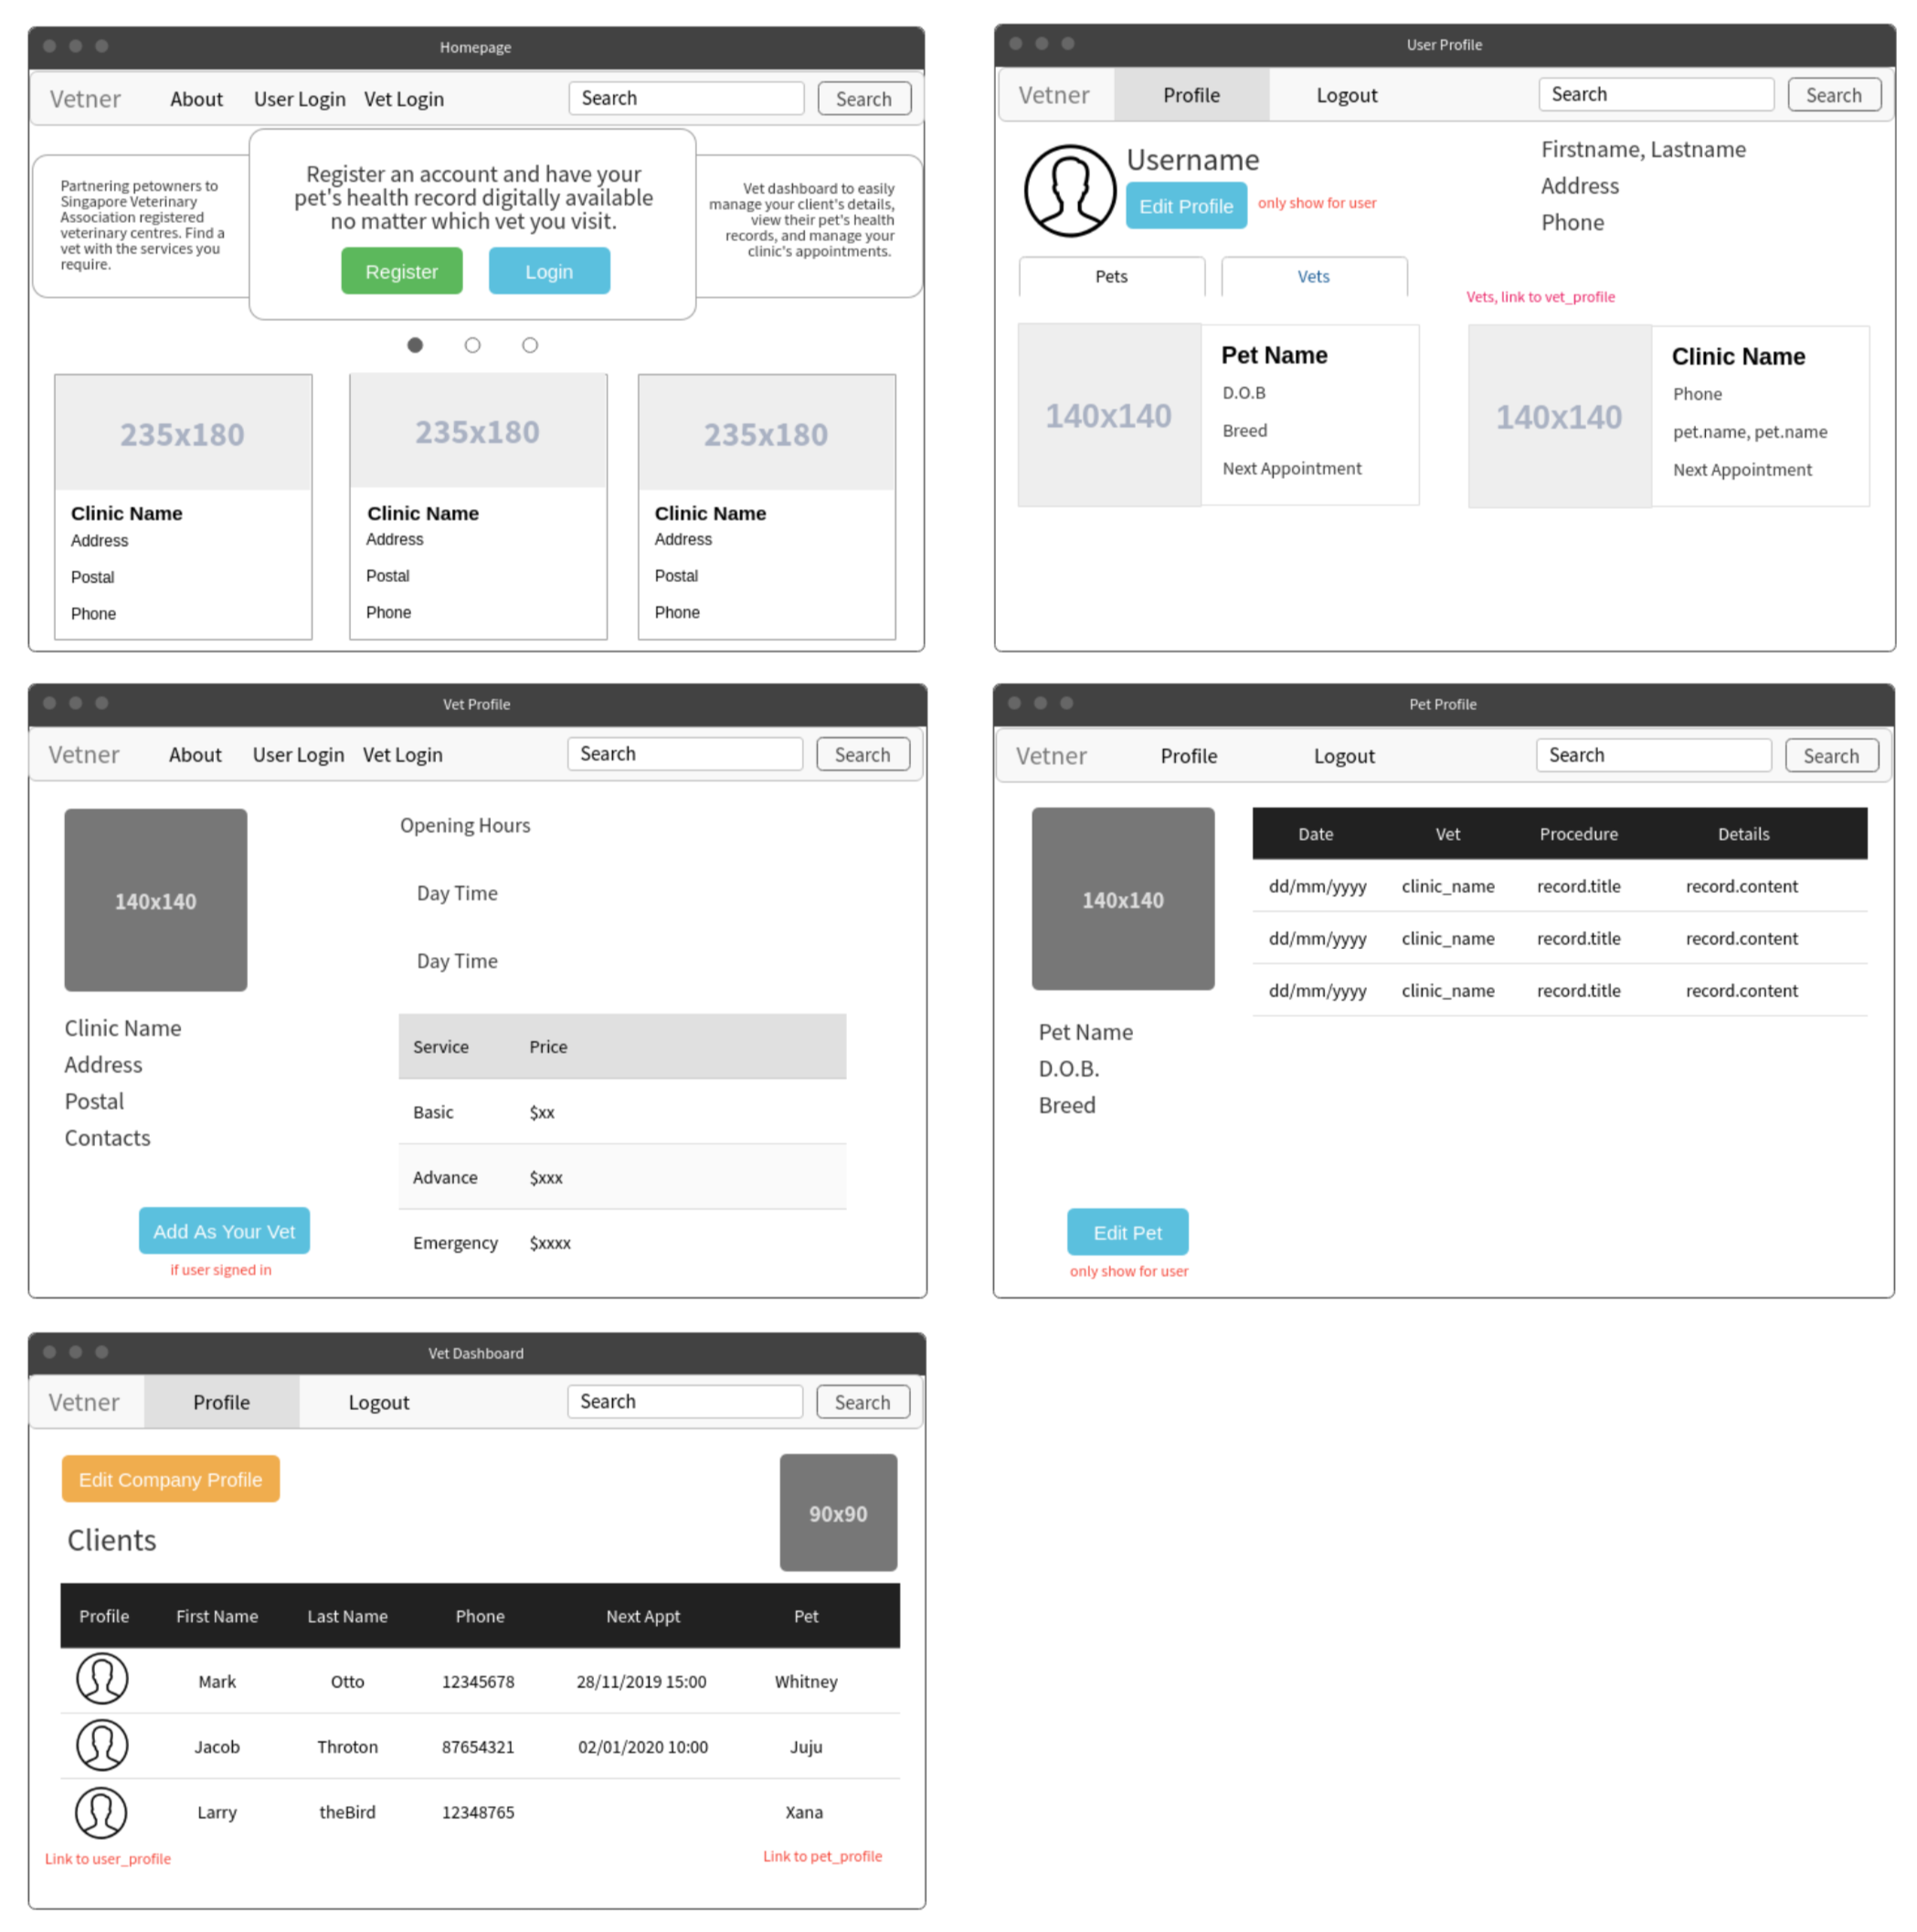 Homepage
Vetner About User Login Vet Login Search Search
Partnering petowners to
Singapore Veterinary
Association registered
veterinary centres. Find a
vet with the services you
require.
Register an account and have your
pet's health record digitally available
no matter which vet you visit.
Register Login
Vet dashboard to easily
manage your client's details,
view their pet's health
records, and manage your
clinic's appointments.
235x180 235x180 235x180
Clinic Name Clinic Name Clinic Name
Address Address Address
Postal Postal Postal
Phone Phone Phone
User Profile
Vetner Profile Logout Search Search
Username
Edit Profile only show for user
Firstname, Lastname
Address
Phone
Pets Vets
Vets, link to vet_profile
140x140
Pet Name
D.O.B
Breed
Next Appointment
140x140
Clinic Name
Phone
pet.name, pet.name
Next Appointment
Vet Profile
Vetner About User Login Vet Login Search Search
140x140
Clinic Name
Address
Postal
Contacts
Add As Your Vet
if user signed in
Opening Hours
Day Time
Day Time
Service Price
Basic $xx
Advance $xxx
Emergency $xxxx
Pet Profile
Vetner Profile Logout Search Search
140x140
Pet Name
D.O.B.
Breed
Edit Pet
only show for user
Date Vet Procedure Details
dd/mm/yyyy clinic_name record.title record.content
dd/mm/yyyy clinic_name record.title record.content
dd/mm/yyyy clinic_name record.title record.content
Vet Dashboard
Vetner Profile Logout Search Search
Edit Company Profile
90x90
Clients
Profile First Name Last Name Phone Next Appt Pet
Mark Otto 12345678 28/11/2019 15:00 Whitney
Jacob Throton 87654321 02/01/2020 10:00 Juju
Larry theBird 12348765 Xana
Link to user_profile Link to pet_profile